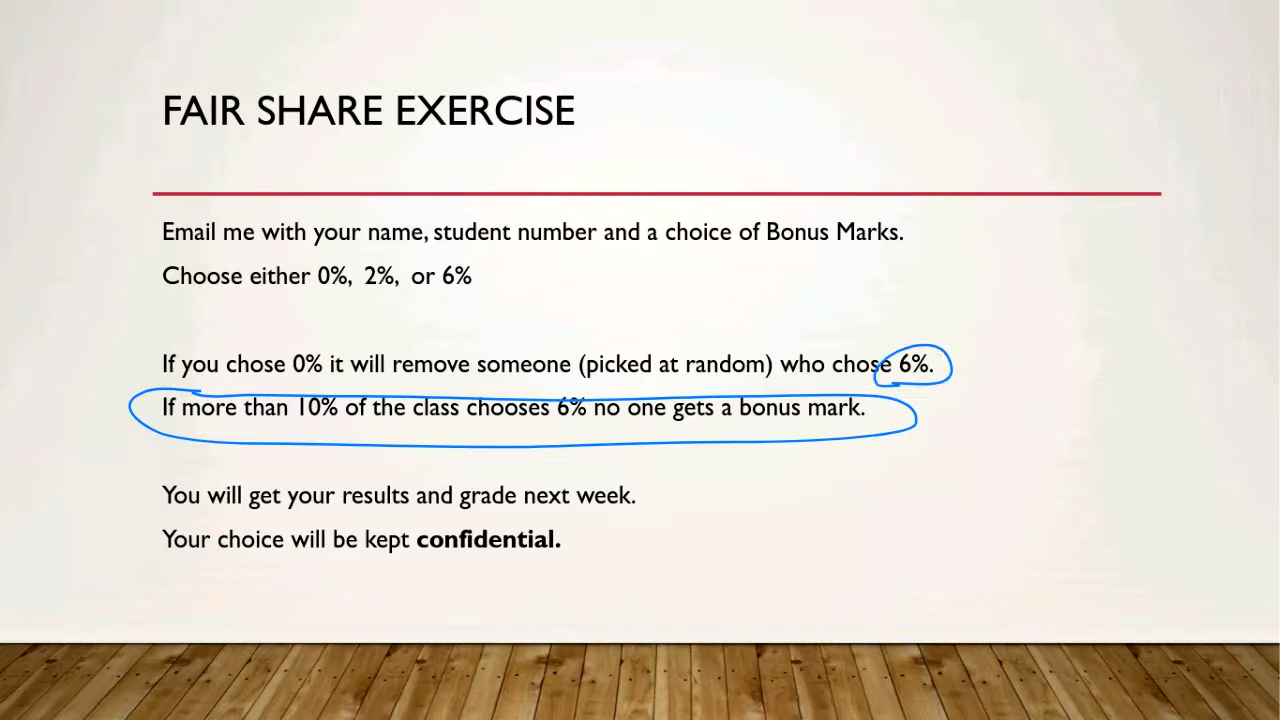 FAIR SHARE EXERCISE
Email me with your name, student number and a choice of Bonus Marks.
Choose either 0%, 2%, or 6%
If you chose 0% it will remove someone (picked at random) who chose 6%.
If more than 10% of the class chooses 6% no one gets a bonus mark.
You will get your results and grade next week.
Your choice will be kept confidential.